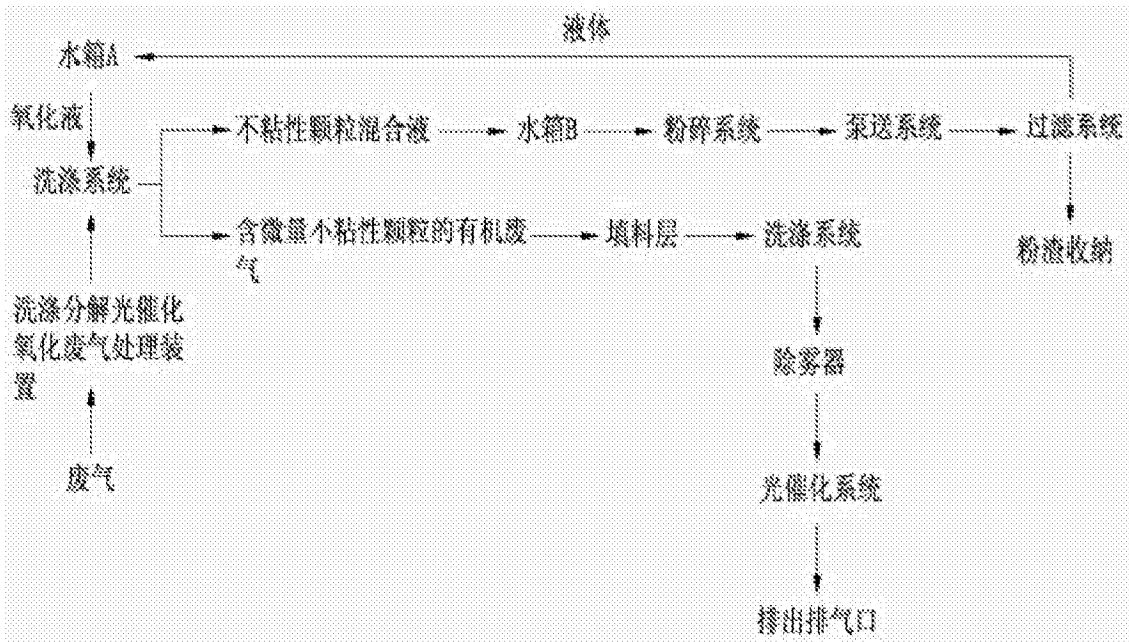 液体
水箱A
氧化液
不粘性颗粒混合液
水箱B
粉碎系统
泵送系统
过滤系统
洗涤系统
含微量不粘性颗粒的有机废
气
填料层
洗涤系统
粉渣收纳
洗涤分解光催化
氧化废气处理装
置
除雾器
废气
光催化系统
排出排气口